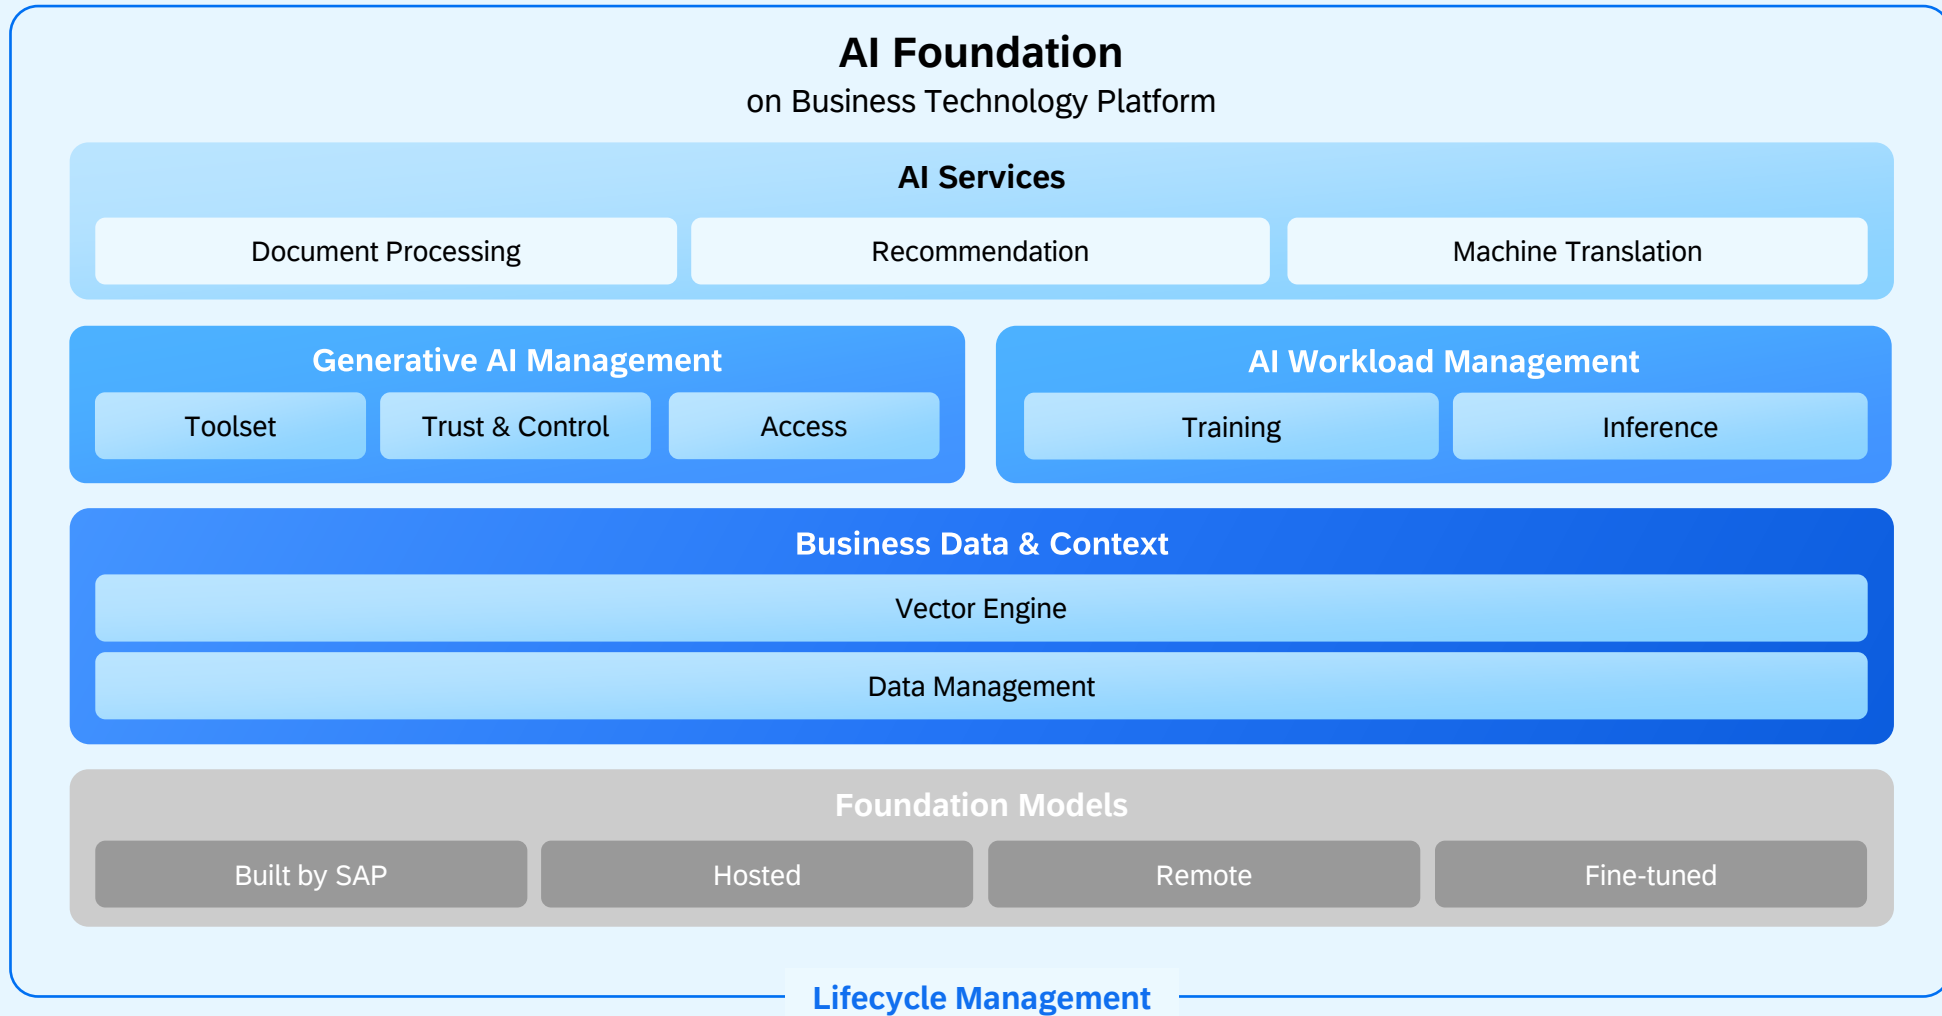 AI Foundation
on Business Technology Platform
AI Services
Document Processing
Recommendation
Machine Translation
Generative AI Management
Toolset
Trust & Control
Access
AI Workload Management
Training
Inference
Business Data & Context
Vector Engine
Data Management
Foundation Models
Built by SAP
Hosted
Remote
Fine-tuned
Lifecycle Management